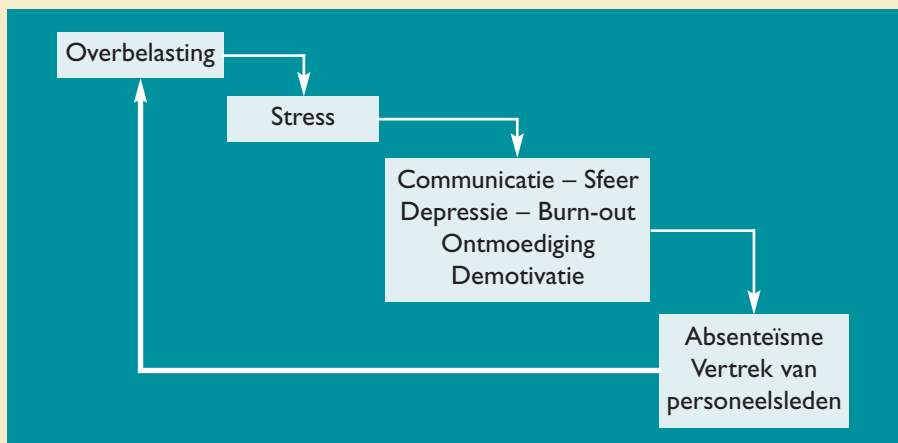 Overbelasting
Stress
Communicatie – Sfeer
Depressie – Burn-out
Ontmoediging
Demotivatie
Absenteïsme
Vertrek van
personeelsleden